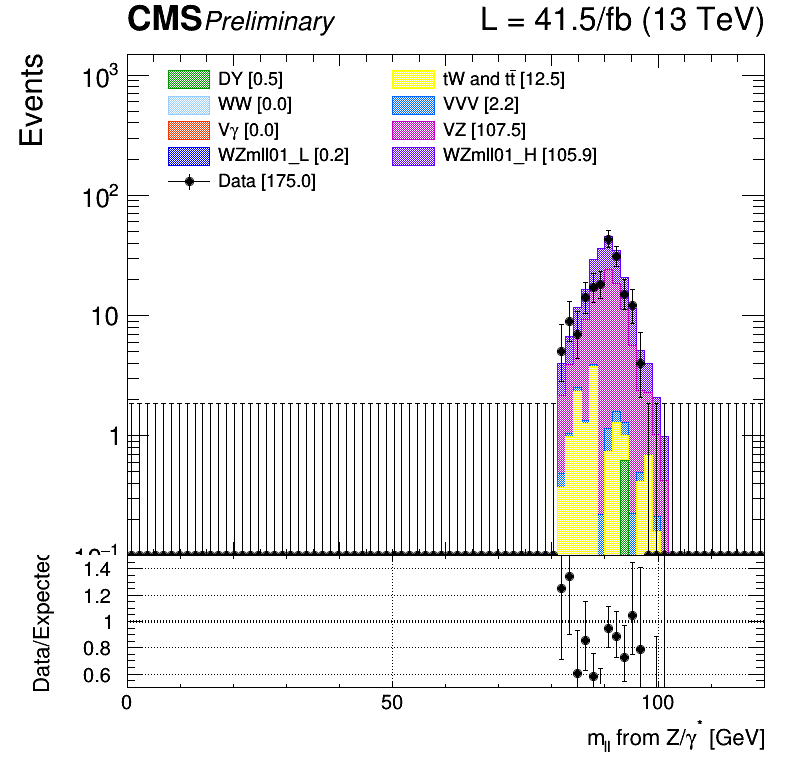 CMS Preliminary L = 41.5/fb (13 TeV)
Events
10³
10²
10
1
10⁻¹
DY [0.5]
tW and tt̄ [12.5]
WW [0.0]
VVV [2.2]
Vγ [0.0]
VZ [107.5]
WZmll01_L [0.2]
WZmll01_H [105.9]
Data [175.0]
Data/Expected
1.4
1.2
1
0.8
0.6
0 50 100
m_ll from Z/γ* [GeV]